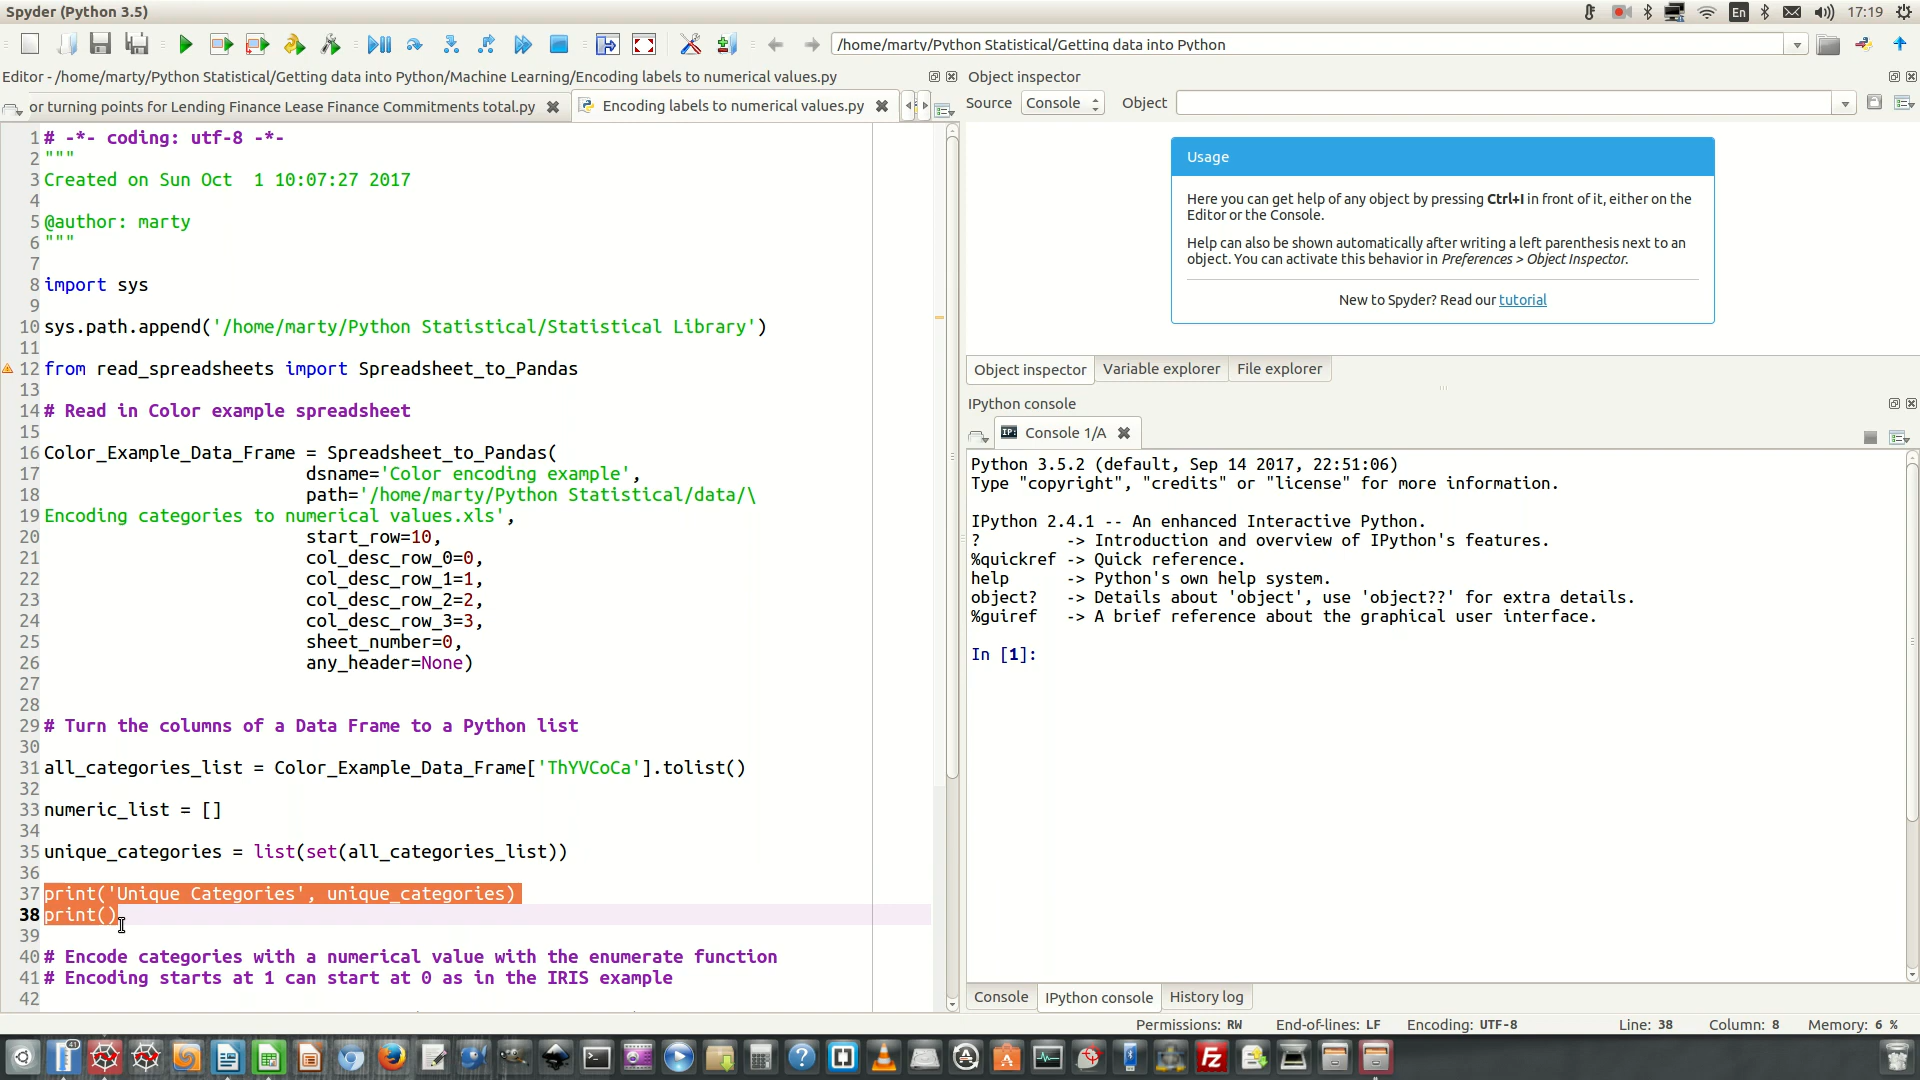 Spyder (Python 3.5)
En
17:19
/home/marty/Python Statistical/Getting data into Python
Editor - /home/marty/Python Statistical/Getting data into Python/Machine Learning/Encoding labels to numerical values.py
Object inspector
or turning points for Lending Finance Lease Finance Commitments total.py
Encoding labels to numerical values.py
Source
Console
Object
1 # -*- coding: utf-8 -*-
2 """
3 Created on Sun Oct  1 10:07:27 2017
4
5 @author: marty
6 """
7
8 import sys
9
10 sys.path.append('/home/marty/Python Statistical/Statistical Library')
11
12 from read_spreadsheets import Spreadsheet_to_Pandas
13
14 # Read in Color example spreadsheet
15
16 Color_Example_Data_Frame = Spreadsheet_to_Pandas(
17 dsname='Color encoding example',
18 path='/home/marty/Python Statistical/data/\
19 Encoding categories to numerical values.xls',
20 start_row=10,
21 col_desc_row_0=0,
22 col_desc_row_1=1,
23 col_desc_row_2=2,
24 col_desc_row_3=3,
25 sheet_number=0,
26 any_header=None)
27
28
29 # Turn the columns of a Data Frame to a Python list
30
31 all_categories_list = Color_Example_Data_Frame['ThYVCoCa'].tolist()
32
33 numeric_list = []
34
35 unique_categories = list(set(all_categories_list))
36
37 print('Unique Categories', unique_categories)
38 print()
39
40 # Encode categories with a numerical value with the enumerate function
41 # Encoding starts at 1 can start at 0 as in the IRIS example
42
Usage
Here you can get help of any object by pressing Ctrl+I in front of it, either on the
Editor or the Console.
Help can also be shown automatically after writing a left parenthesis next to an
object. You can activate this behavior in Preferences > Object Inspector.
New to Spyder? Read our tutorial
Object inspector
Variable explorer
File explorer
IPython console
IP:
Console 1/A
Python 3.5.2 (default, Sep 14 2017, 22:51:06)
Type "copyright", "credits" or "license" for more information.
IPython 2.4.1 -- An enhanced Interactive Python.
?         -> Introduction and overview of IPython's features.
%quickref -> Quick reference.
help      -> Python's own help system.
object?   -> Details about 'object', use 'object??' for extra details.
%guiref   -> A brief reference about the graphical user interface.
In [1]:
Console
IPython console
History log
Permissions: RW
End-of-lines: LF
Encoding: UTF-8
Line: 38
Column: 8
Memory: 6 %
41